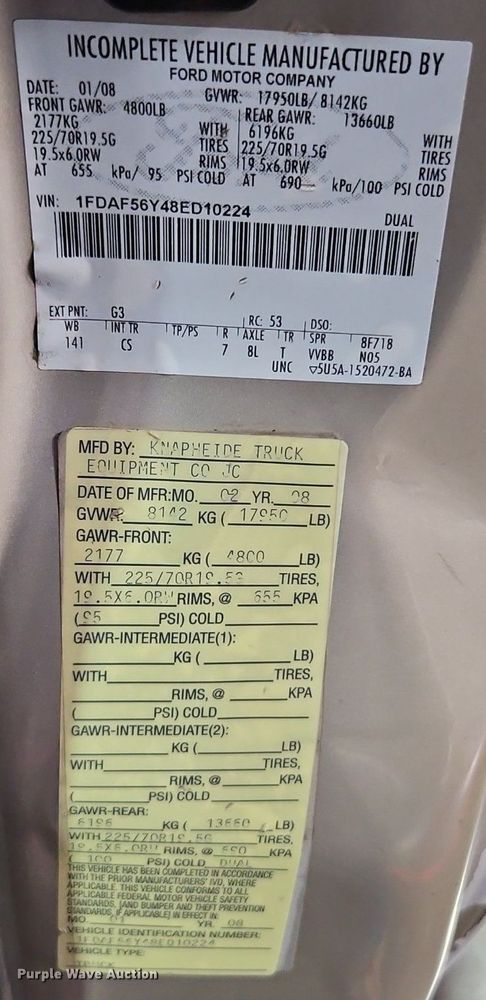 INCOMPLETE VEHICLE MANUFACTURED BY
FORD MOTOR COMPANY
DATE: 01/08 GVWR: 17950LB/ 8142KG
FRONT GAWR: 4800LB REAR GAWR: 13660LB
2177KG WITH 6196KG WITH
225/70R19.5G TIRES 225/70R19.5G TIRES
19.5x6.0RW RIMS 19.5x6.0RW RIMS
AT 655 kPa/ 95 PSI COLD AT 690 kPa/100 PSI COLD
VIN: 1FDAF56Y48ED10224 DUAL
EXT PNT: G3 RC: 53 DSO:
WB INT TR TP/PS R AXLE TR SPR 8F718
141 CS 7 8L T VVBB N05
UNC ▽5U5A-1520472-BA
MFD BY: KNAPHEIDE TRUCK
EQUIPMENT CO JC
DATE OF MFR:MO. 02 YR. 08
GVWR: 8142 KG ( 17950 LB)
GAWR-FRONT:
2177 KG ( 4800 LB)
WITH 225/70R19.5G TIRES,
19.5X6.0RW RIMS, @ 655 KPA
(95 PSI) COLD
GAWR-INTERMEDIATE(1):
KG ( LB)
WITH TIRES,
RIMS, @ KPA
( PSI) COLD
GAWR-INTERMEDIATE(2):
KG ( LB)
WITH TIRES,
RIMS, @ KPA
( PSI) COLD
GAWR-REAR:
6196 KG ( 13660 LB)
WITH 225/70R19.5G TIRES,
19.5X6.0RW RIMS, @ 690 KPA
( 100 PSI) COLD DUAL
THIS VEHICLE HAS BEEN COMPLETED IN ACCORDANCE
WITH THE PRIOR MANUFACTURERS' IVD, WHERE
APPLICABLE. THIS VEHICLE CONFORMS TO ALL
APPLICABLE FEDERAL MOTOR VEHICLE SAFETY
STANDARDS, [AND BUMPER AND THEFT PREVENTION
STANDARDS, IF APPLICABLE] IN EFFECT IN:
MO. 01 YR. 08
VEHICLE IDENTIFICATION NUMBER:
1FDAF56Y48ED10224
VEHICLE TYPE:
TRUCK
Purple Wave Auction